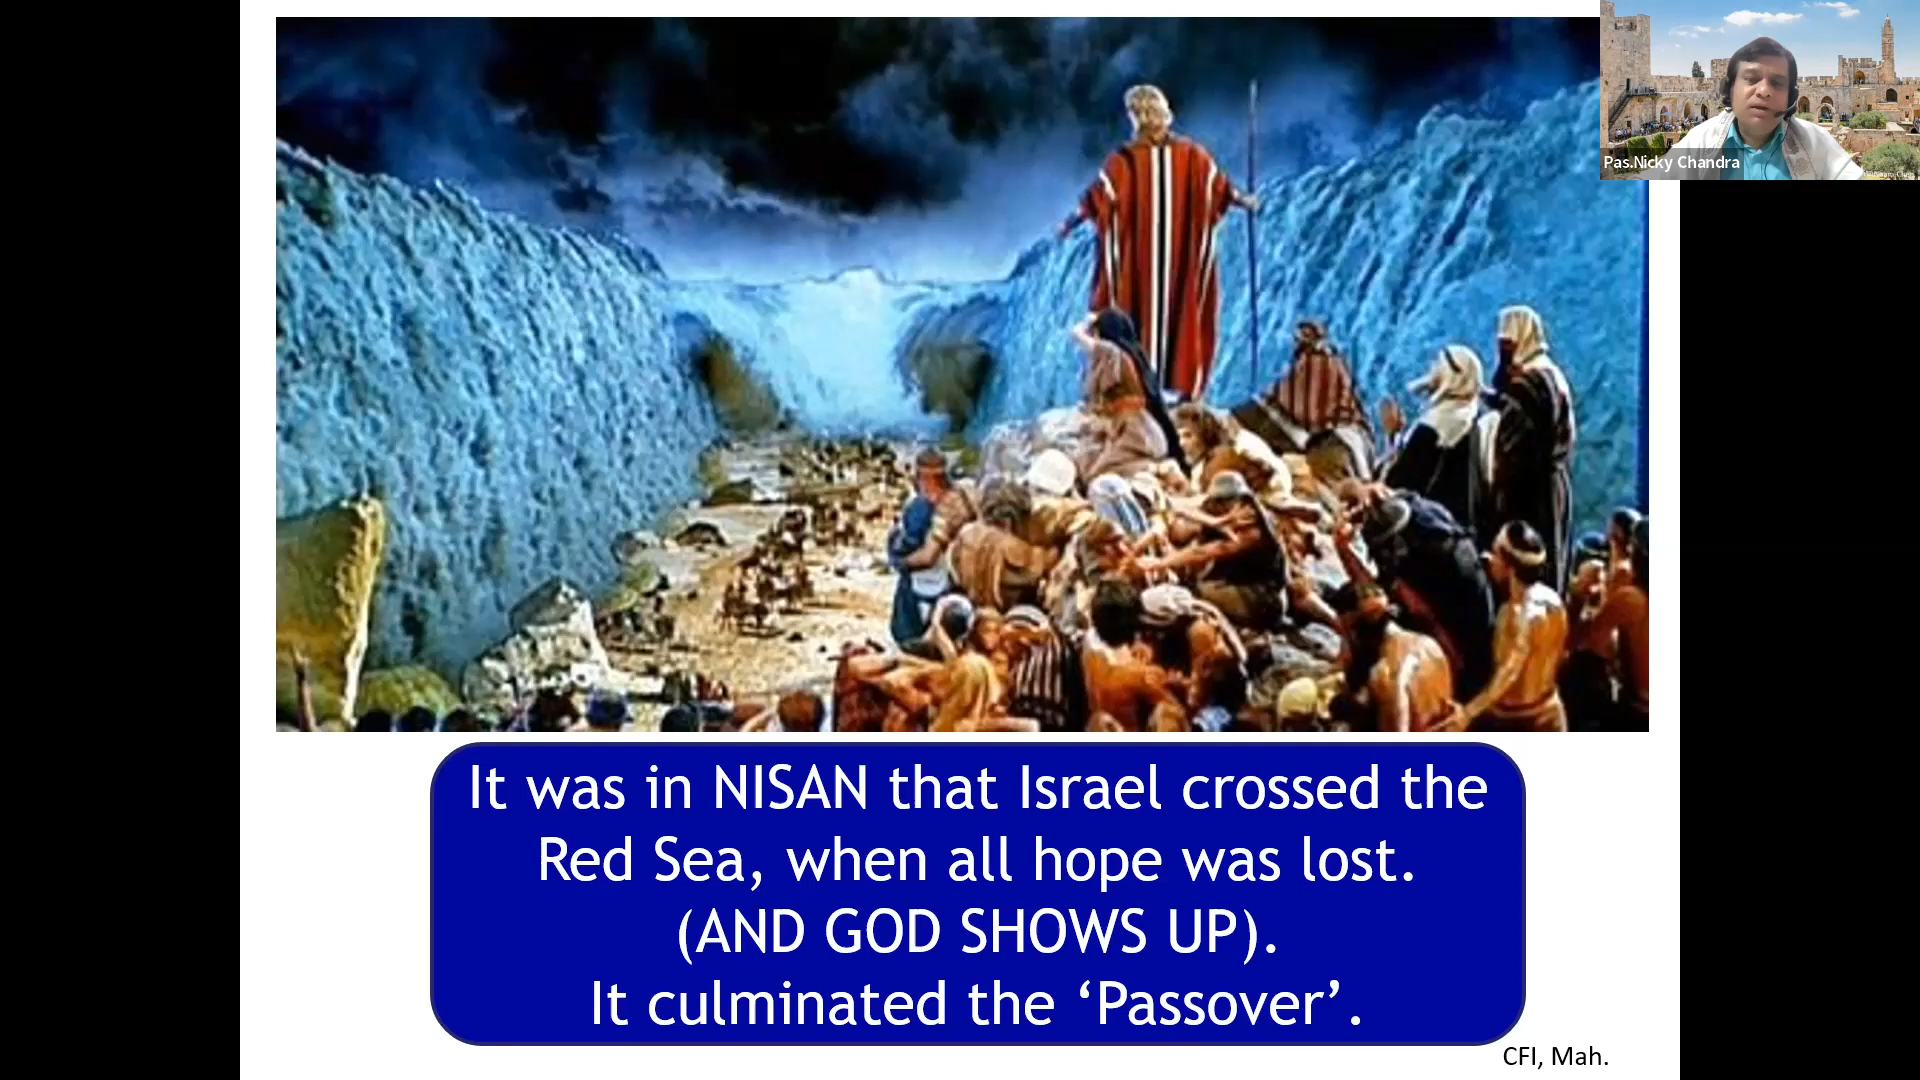 Pas.Nicky Chandra
It was in NISAN that Israel crossed the
Red Sea, when all hope was lost.
(AND GOD SHOWS UP).
It culminated the ‘Passover’.
CFI, Mah.